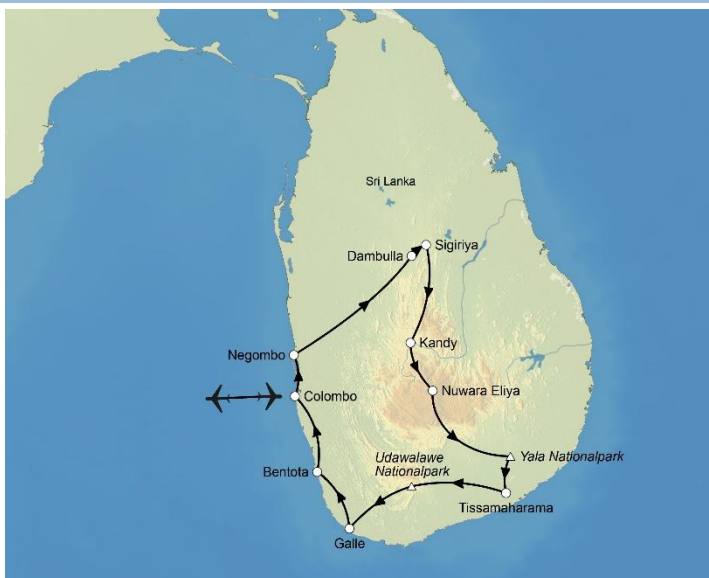 Sri Lanka
Sigiriya
Dambulla
Kandy
Negombo
Nuwara Eliya
Colombo
Udawalawe
Nationalpark
Yala Nationalpark
Bentota
Tissamaharama
Galle